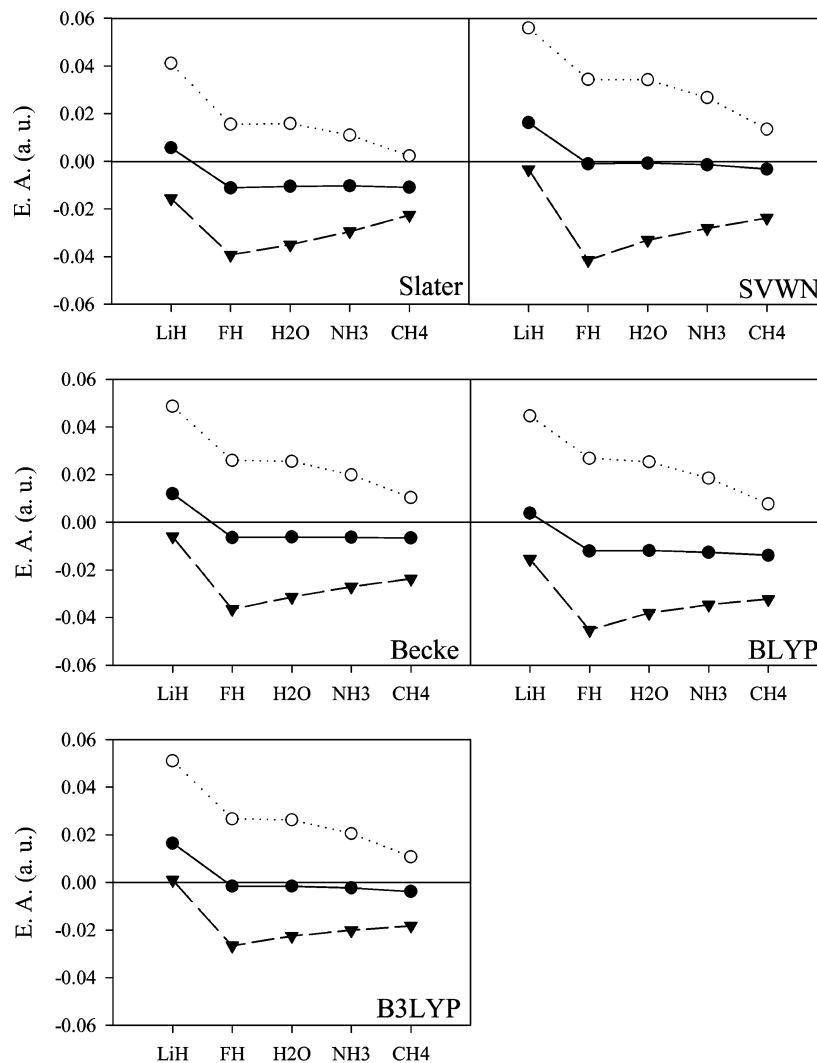 0.06
0.04
0.02
0.00
-0.02
-0.04
-0.06
E. A. (a. u.)
Slater
SVWN
LiH FH H2O NH3 CH4 LiH FH H2O NH3 CH4
0.06
0.04
0.02
0.00
-0.02
-0.04
-0.06
E. A. (a. u.)
Becke
BLYP
LiH FH H2O NH3 CH4 LiH FH H2O NH3 CH4
0.06
0.04
0.02
0.00
-0.02
-0.04
-0.06
E. A. (a. u.)
B3LYP
LiH FH H2O NH3 CH4